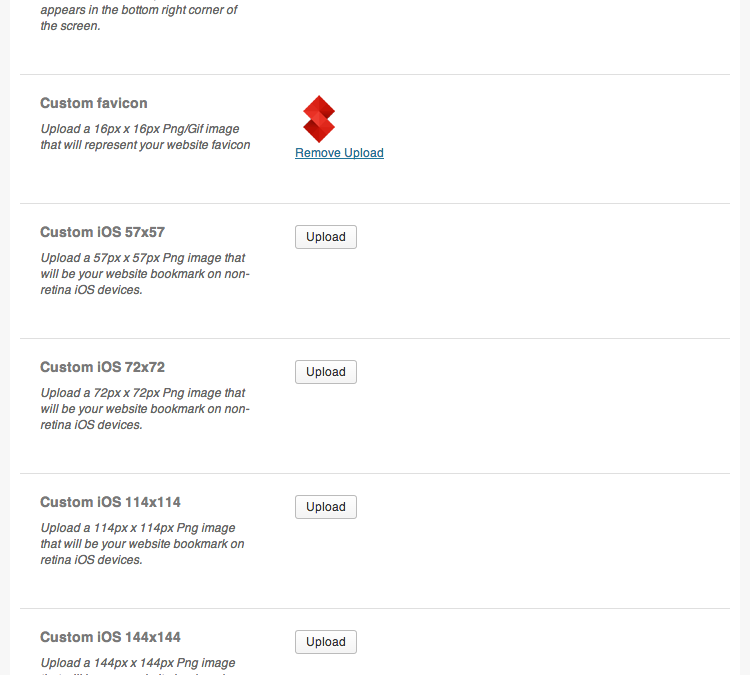 appears in the bottom right corner of
the screen.
Custom favicon
Upload a 16px x 16px Png/Gif image
that will represent your website favicon
Remove Upload
Custom iOS 57x57
Upload a 57px x 57px Png image that
will be your website bookmark on non-
retina iOS devices.
Upload
Custom iOS 72x72
Upload a 72px x 72px Png image that
will be your website bookmark on non-
retina iOS devices.
Upload
Custom iOS 114x114
Upload a 114px x 114px Png image
that will be your website bookmark on
retina iOS devices.
Upload
Custom iOS 144x144
Upload a 144px x 144px Png image
Upload